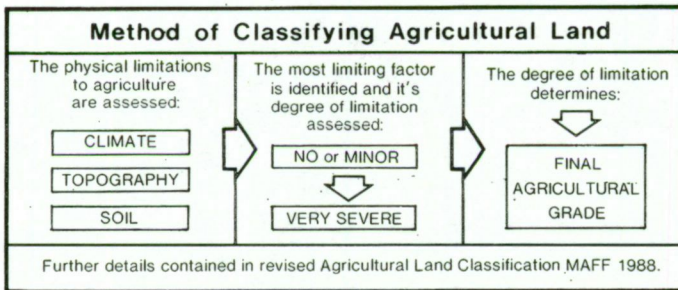 Method of Classifying Agricultural Land
The physical limitations
to agriculture
are assessed:
CLIMATE
TOPOGRAPHY
SOIL
The most limiting factor
is identified and it's
degree of limitation
assessed:
NO or MINOR
VERY SEVERE
The degree of limitation
determines:
FINAL
AGRICULTURAL
GRADE
Further details contained in revised Agricultural Land Classification MAFF 1988.